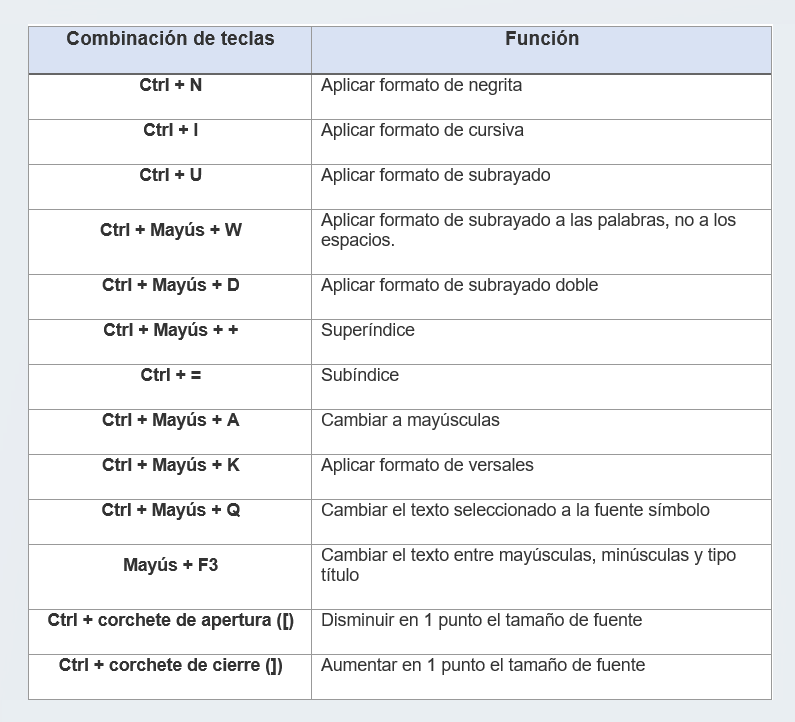 Combinación de teclas Función
Ctrl + N Aplicar formato de negrita
Ctrl + I Aplicar formato de cursiva
Ctrl + U Aplicar formato de subrayado
Ctrl + Mayús + W Aplicar formato de subrayado a las palabras, no a los
espacios.
Ctrl + Mayús + D Aplicar formato de subrayado doble
Ctrl + Mayús + + Superíndice
Ctrl + = Subíndice
Ctrl + Mayús + A Cambiar a mayúsculas
Ctrl + Mayús + K Aplicar formato de versales
Ctrl + Mayús + Q Cambiar el texto seleccionado a la fuente símbolo
Mayús + F3 Cambiar el texto entre mayúsculas, minúsculas y tipo
título
Ctrl + corchete de apertura ([) Disminuir en 1 punto el tamaño de fuente
Ctrl + corchete de cierre (]) Aumentar en 1 punto el tamaño de fuente